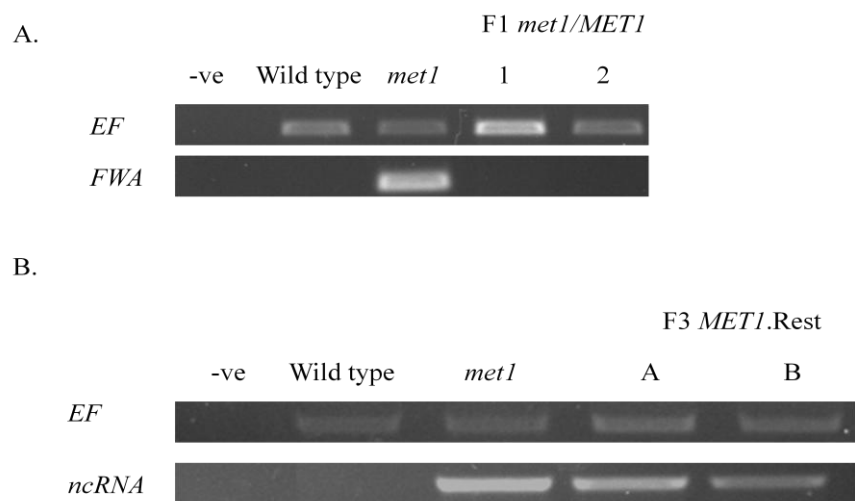 A.
F1 met1/MET1
-ve Wild type met1 1 2
EF
FWA
B.
F3 MET1.Rest
-ve Wild type met1 A B
EF
ncRNA